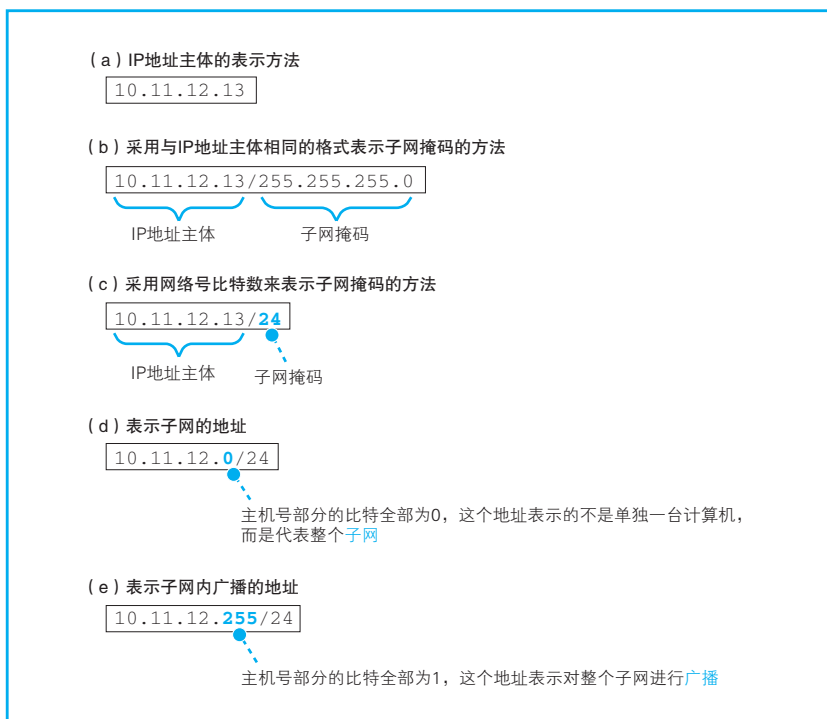 （a）IP地址主体的表示方法
10.11.12.13
（b）采用与IP地址主体相同的格式表示子网掩码的方法
10.11.12.13/255.255.255.0
IP地址主体 子网掩码
（c）采用网络号比特数来表示子网掩码的方法
10.11.12.13/24
IP地址主体 子网掩码
（d）表示子网的地址
10.11.12.0/24
主机号部分的比特全部为0，这个地址表示的不是单独一台计算机，
而是代表整个子网
（e）表示子网内广播的地址
10.11.12.255/24
主机号部分的比特全部为1，这个地址表示对整个子网进行广播